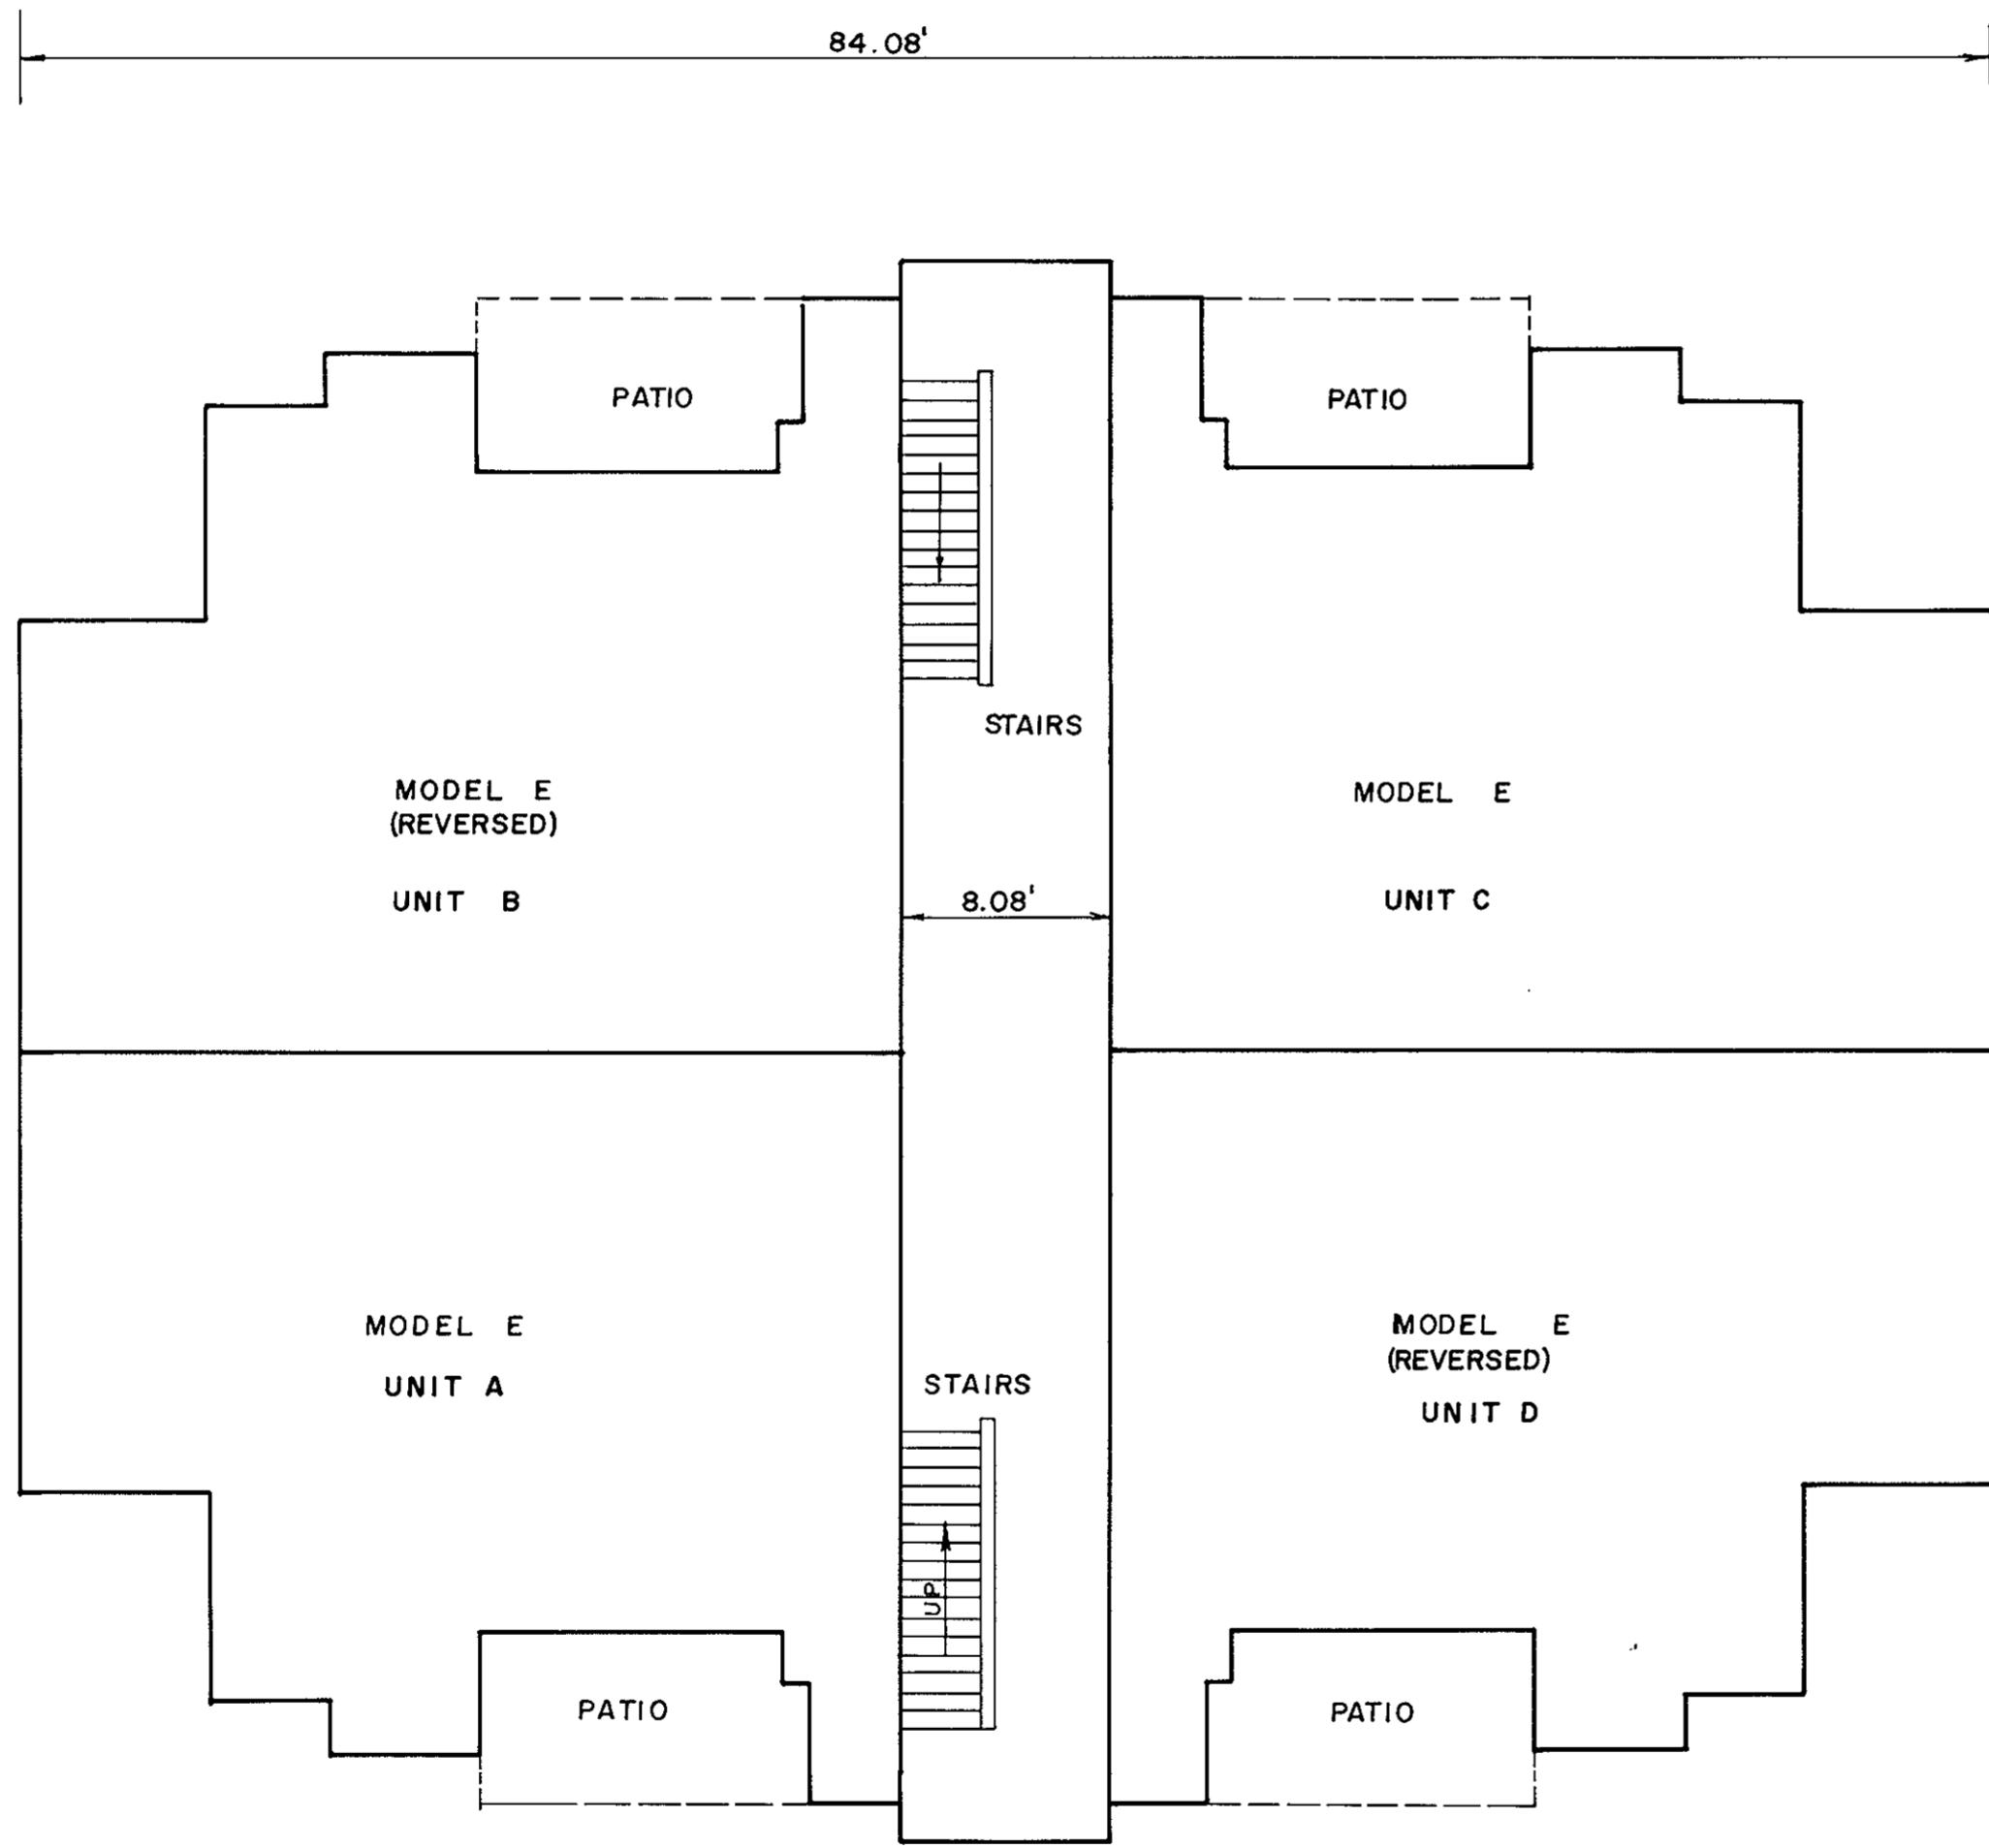 84.08'
PATIO
PATIO
STAIRS
MODEL E
(REVERSED)
UNIT B
MODEL E
UNIT C
8.08'
MODEL E
UNIT A
MODEL E
(REVERSED)
UNIT D
STAIRS
UP
PATIO
PATIO